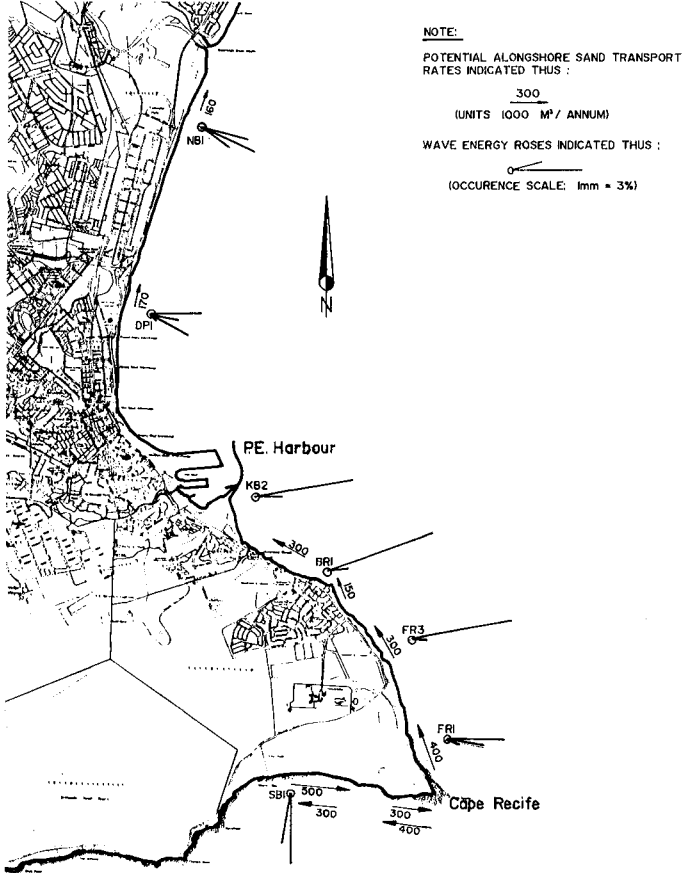 NOTE:
POTENTIAL ALONGSHORE SAND TRANSPORT
RATES INDICATED THUS :
300
(UNITS 1000 M³/ ANNUM)
WAVE ENERGY ROSES INDICATED THUS :
(OCCURENCE SCALE: 1mm = 3%)
160
NB1
N
170
DP1
P.E. Harbour
KB2
300
BR1
150
FR3
300
FR1
400
SB1
500
300
300
400
Cape Recife